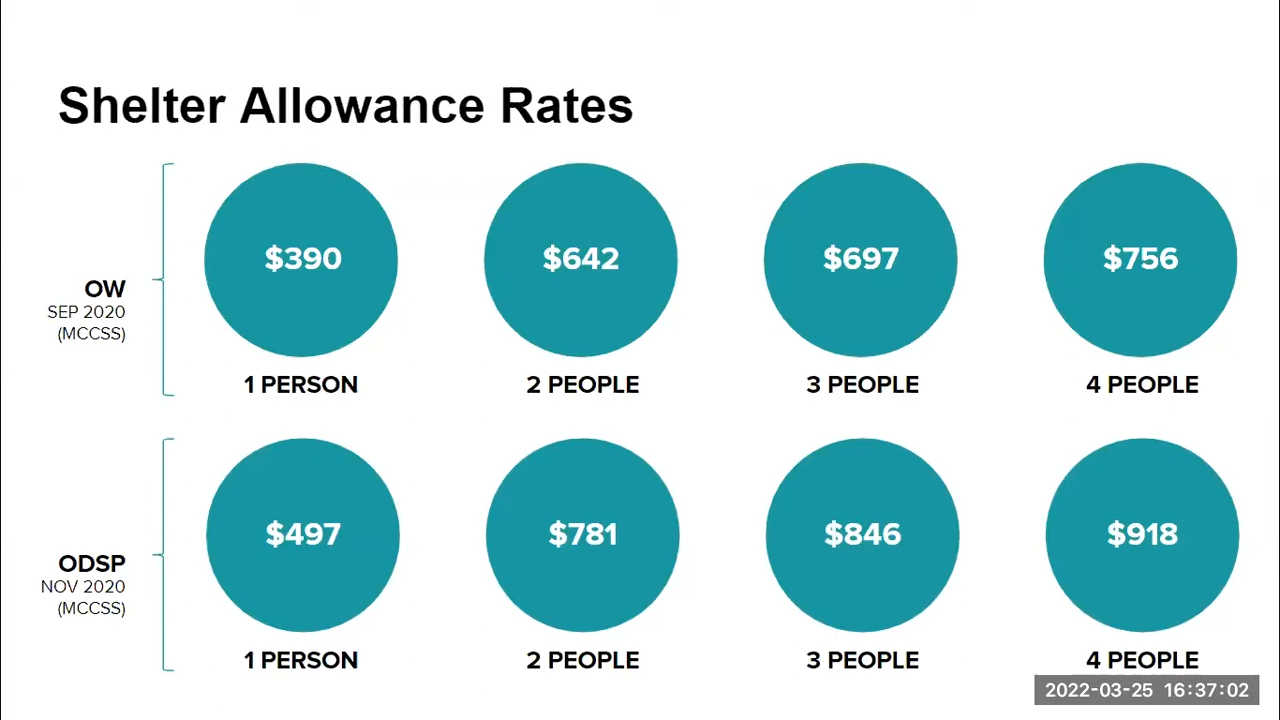 Shelter Allowance Rates
OW
SEP 2020
(MCCSS)
$390
$642
$697
$756
1 PERSON
2 PEOPLE
3 PEOPLE
4 PEOPLE
ODSP
NOV 2020
(MCCSS)
$497
$781
$846
$918
1 PERSON
2 PEOPLE
3 PEOPLE
4 PEOPLE
2022-03-25 16:37:02